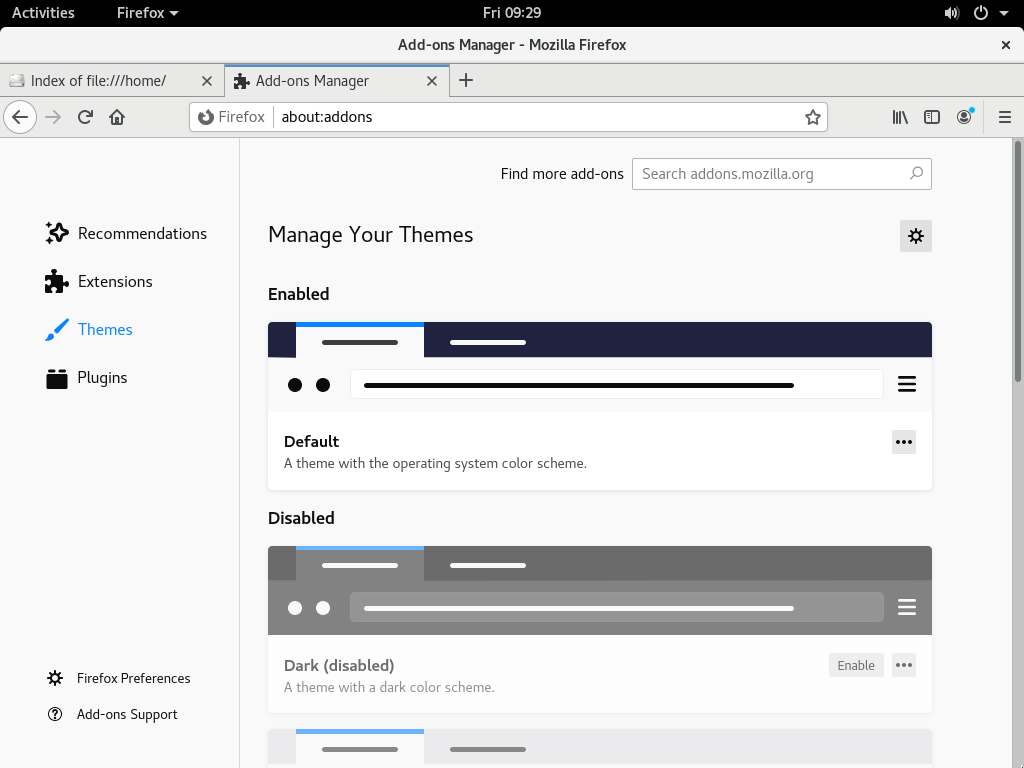 Activities
Firefox
Fri 09:29
Add-ons Manager - Mozilla Firefox
Index of file:///home/
Add-ons Manager
Firefox
about:addons
Find more add-ons
Search addons.mozilla.org
Recommendations
Extensions
Themes
Plugins
Manage Your Themes
Enabled
Default
A theme with the operating system color scheme.
Disabled
Dark (disabled)
Enable
A theme with a dark color scheme.
Firefox Preferences
Add-ons Support